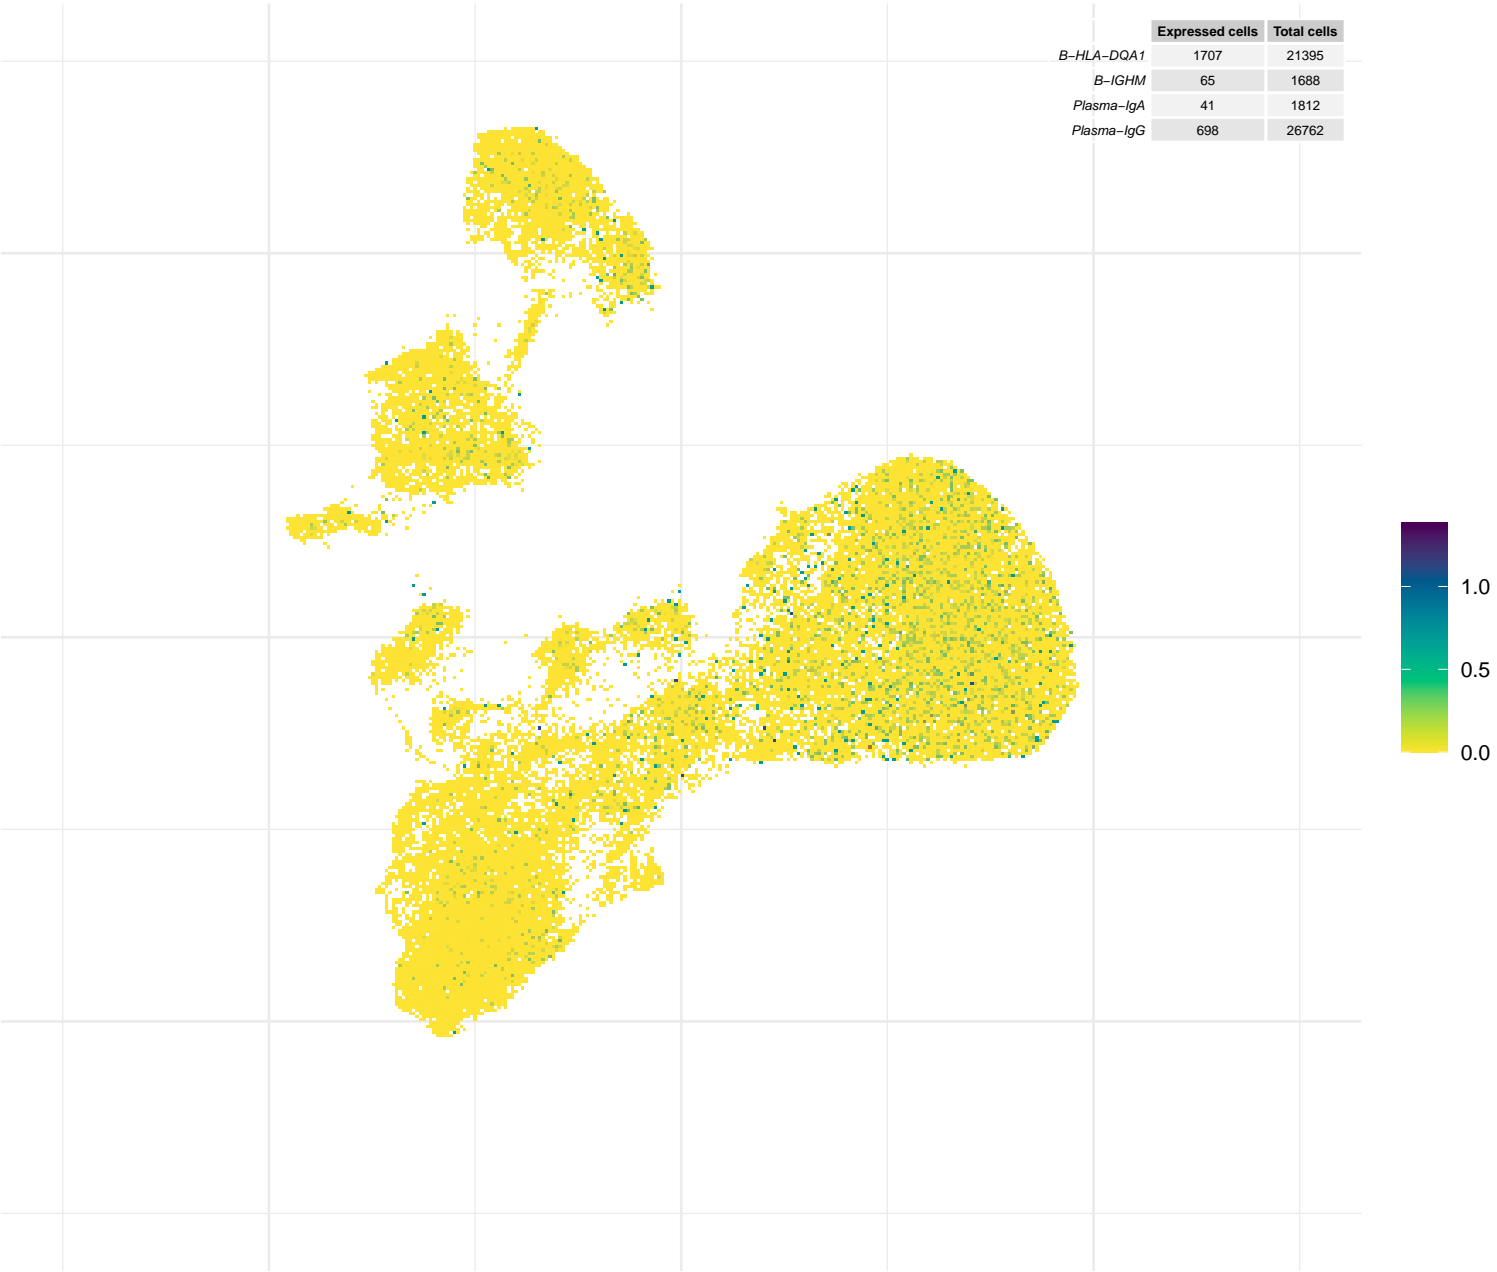 Expressed cells Total cells
B−HLA−DQA1 1707 21395
B−IGHM 65 1688
Plasma−IgA 41 1812
Plasma−IgG 698 26762
1.0
0.5
0.0